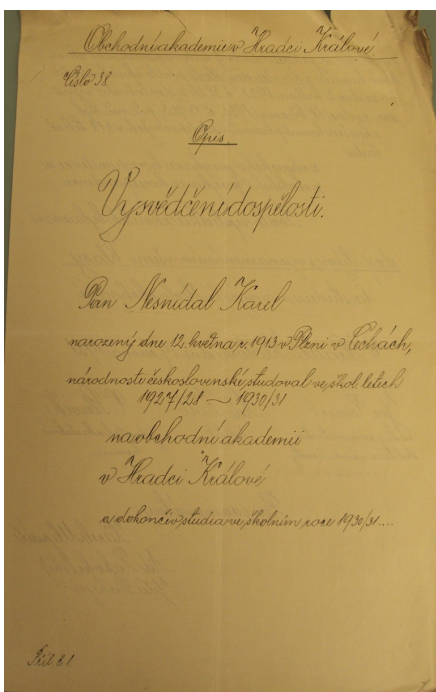 Obchodní akademie v Hradci Králové
Číslo 38
Opis.
Vysvědčení dospělosti.
Pan Nesnídal Karel
narozený dne 12. května r. 1913 v Plzni v Čechách,
národnosti československé studoval ve škol. letech
1927/28 — 1930/31
na obchodní akademii
v Hradci Králové
a dokončiv studia ve školním roce 1930/31....